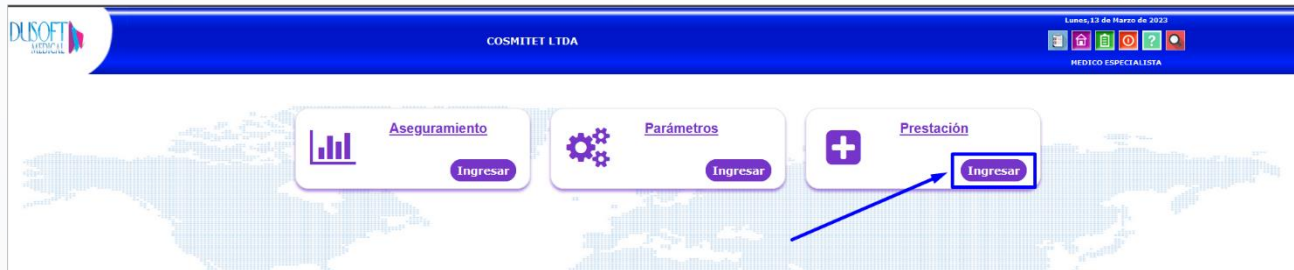 DUSOFT
MEDICAL
COSMITET LTDA
Lunes,13 de Marzo de 2023
?
MEDICO ESPECIALISTA
Aseguramiento
Ingresar
Parámetros
Ingresar
Prestación
Ingresar